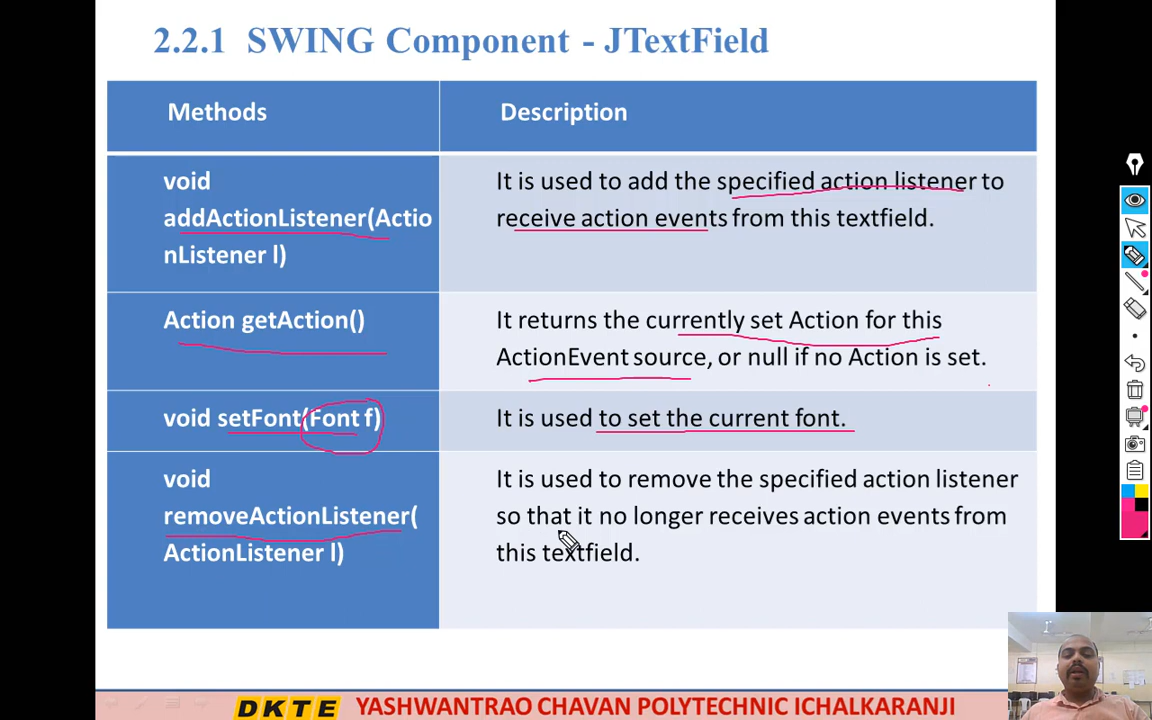 2.2.1 SWING Component - JTextField
Methods
Description
void
addActionListener(Actio
nListener l)
It is used to add the specified action listener to
receive action events from this textfield.
Action getAction()
It returns the currently set Action for this
ActionEvent source, or null if no Action is set.
void setFont(Font f)
It is used to set the current font.
void
removeActionListener(
ActionListener l)
It is used to remove the specified action listener
so that it no longer receives action events from
this textfield.
DKTE YASHWANTRAO CHAVAN POLYTECHNIC ICHALKARANJI